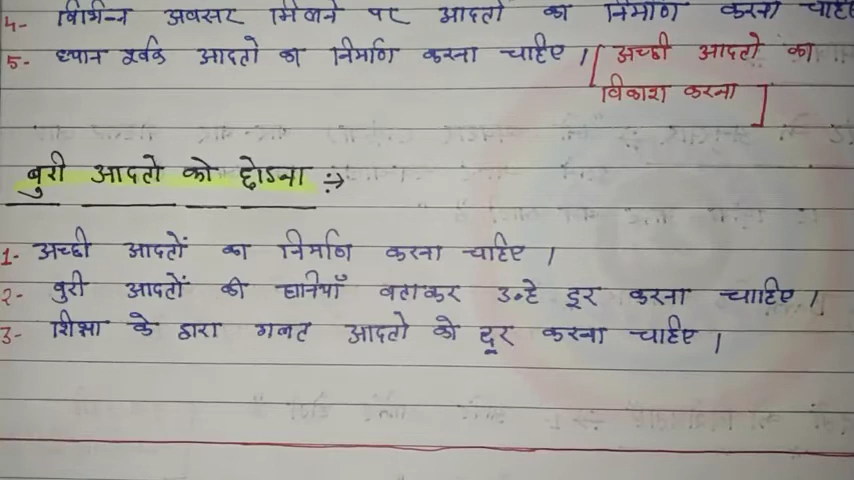 4- विभिन्न अवसर मिलने पर आदतो का निर्माण करना चाहिए
5- ध्यान पूर्वक आदतो का निर्माण करना चाहिए । [ अच्छी आदतो का
विकाश करना ]
बुरी आदतो को छोडना :→
1- अच्छी आदतों का निर्माण करना चाहिए ।
2- बुरी आदतों की हानियाँ बताकर उन्हे दूर करना चाहिए ।
3- शिक्षा के द्वारा गलत आदतो को दूर करना चाहिए ।